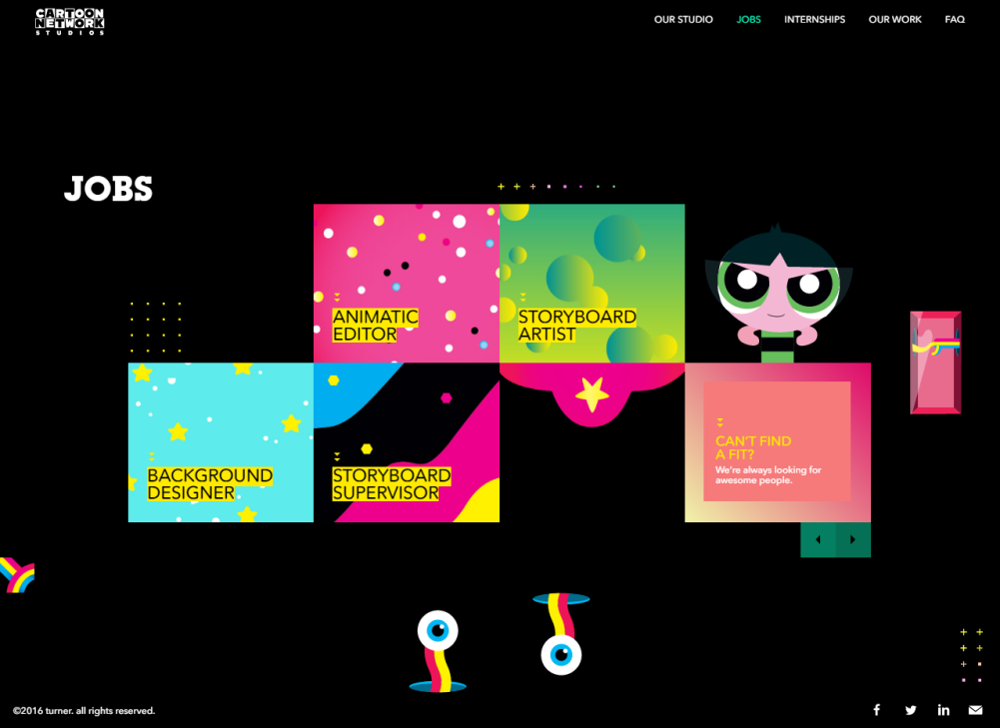 CARTOON
NETWORK
STUDIOS
OUR STUDIO
JOBS
INTERNSHIPS
OUR WORK
FAQ
JOBS
ANIMATIC
EDITOR
STORYBOARD
ARTIST
BACKGROUND
DESIGNER
STORYBOARD
SUPERVISOR
CAN'T FIND
A FIT?
We're always looking for
awesome people.
©2016 turner. all rights reserved.